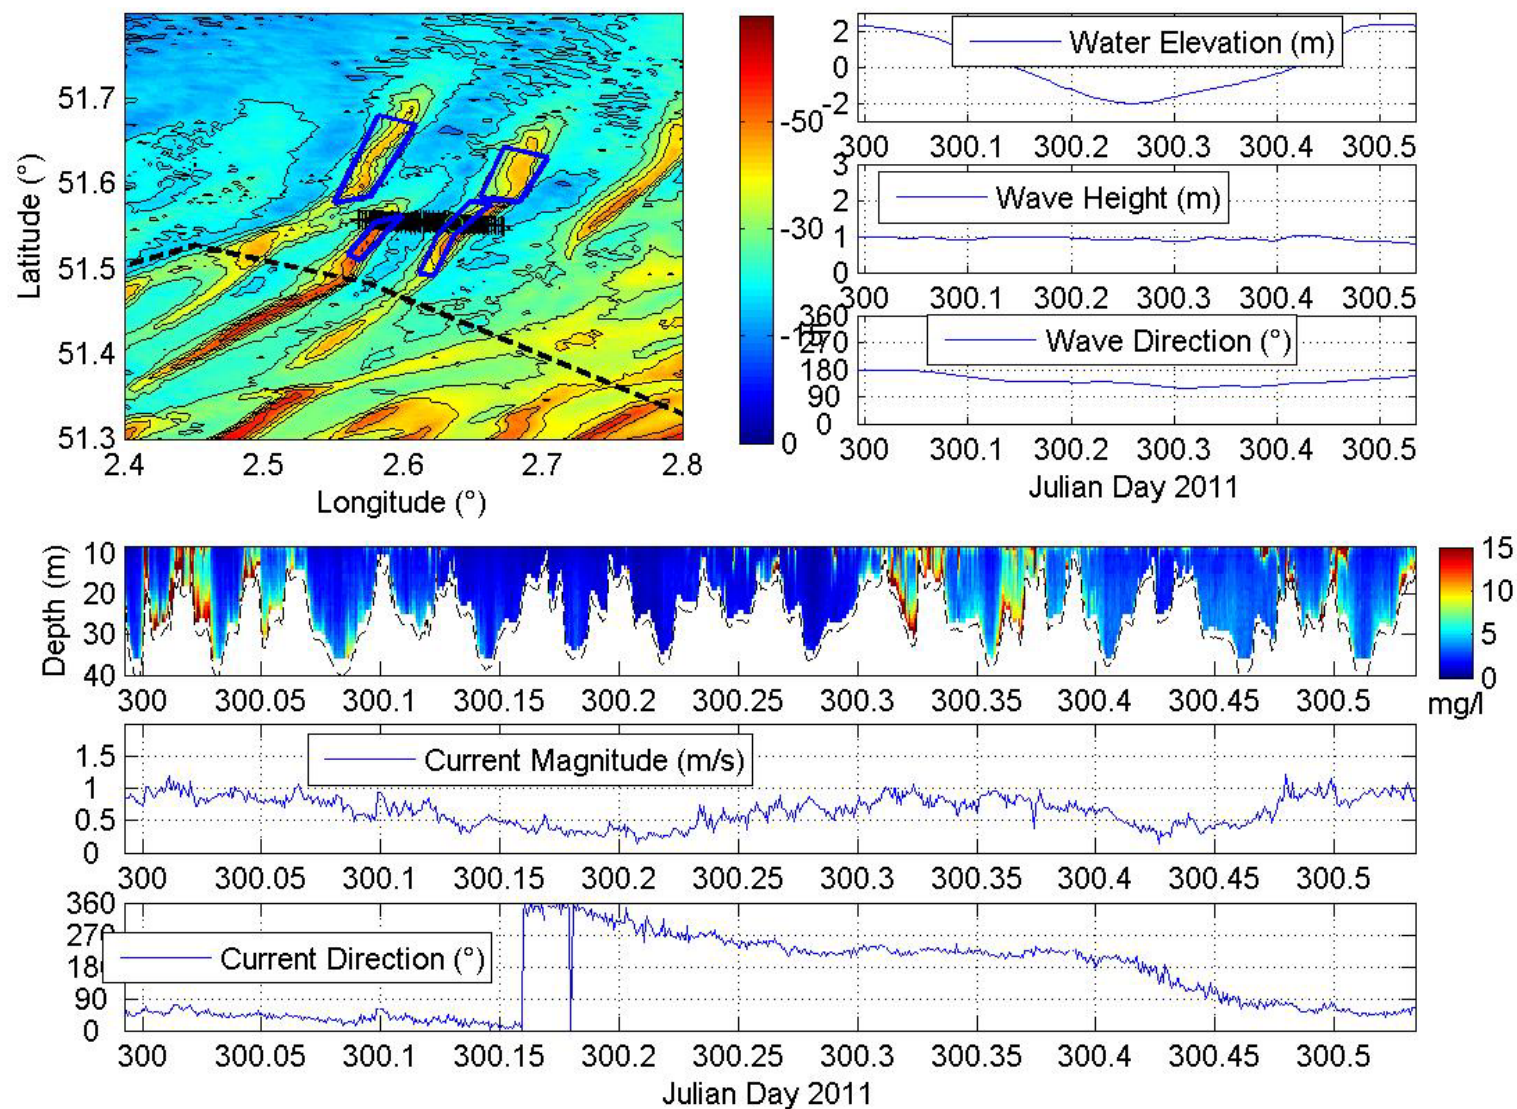 51.7
51.6
51.5
51.4
51.3
2.4 2.5 2.6 2.7 2.8
Latitude (°)
Longitude (°)
-50
-30
0
2
0
-2
Water Elevation (m)
300 300.1 300.2 300.3 300.4 300.5
3
2
1
0
Wave Height (m)
300 300.1 300.2 300.3 300.4 300.5
360
270
180
90
0
Wave Direction (°)
300 300.1 300.2 300.3 300.4 300.5
Julian Day 2011
Depth (m)
10
20
30
40
300 300.05 300.1 300.15 300.2 300.25 300.3 300.35 300.4 300.45 300.5
15
10
5
0
mg/l
1.5
1
0.5
0
Current Magnitude (m/s)
300 300.05 300.1 300.15 300.2 300.25 300.3 300.35 300.4 300.45 300.5
360
270
90
0
Current Direction (°)
300 300.05 300.1 300.15 300.2 300.25 300.3 300.35 300.4 300.45 300.5
Julian Day 2011